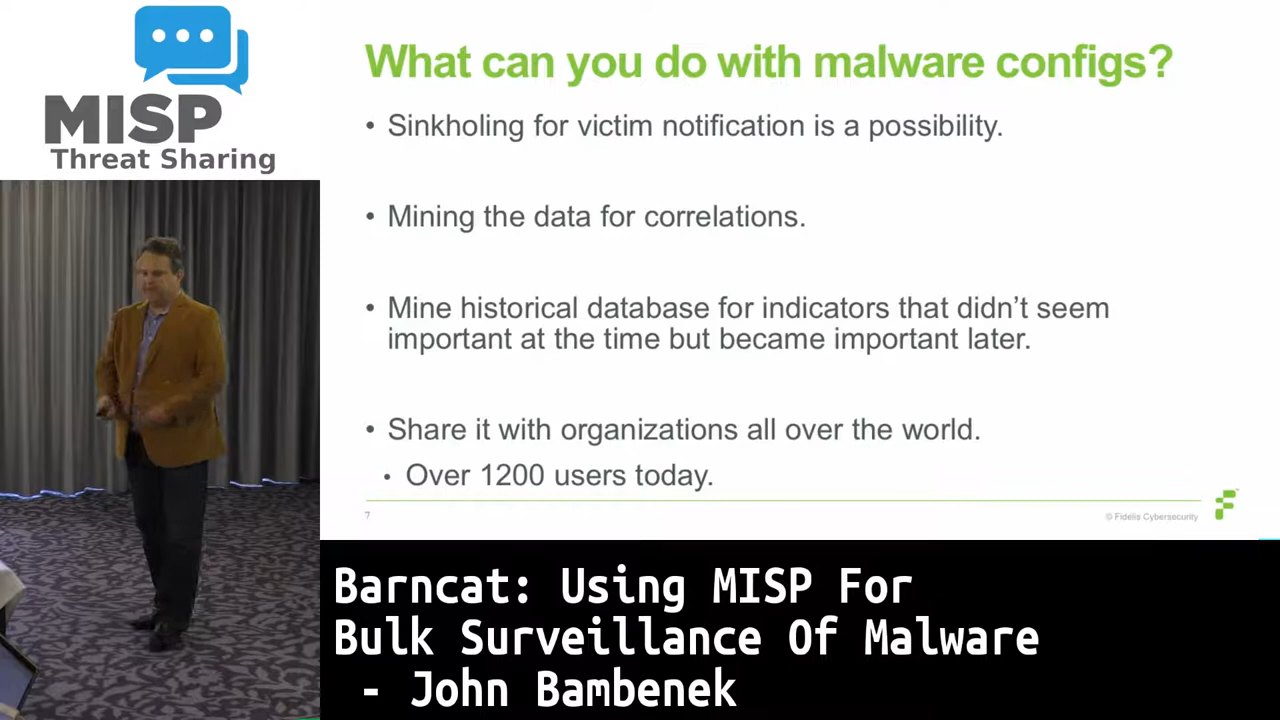 MISP
Threat Sharing
What can you do with malware configs?
• Sinkholing for victim notification is a possibility.
• Mining the data for correlations.
• Mine historical database for indicators that didn’t seem
important at the time but became important later.
• Share it with organizations all over the world.
• Over 1200 users today.
7
© Fidelis Cybersecurity
Barncat: Using MISP For
Bulk Surveillance Of Malware
- John Bambenek